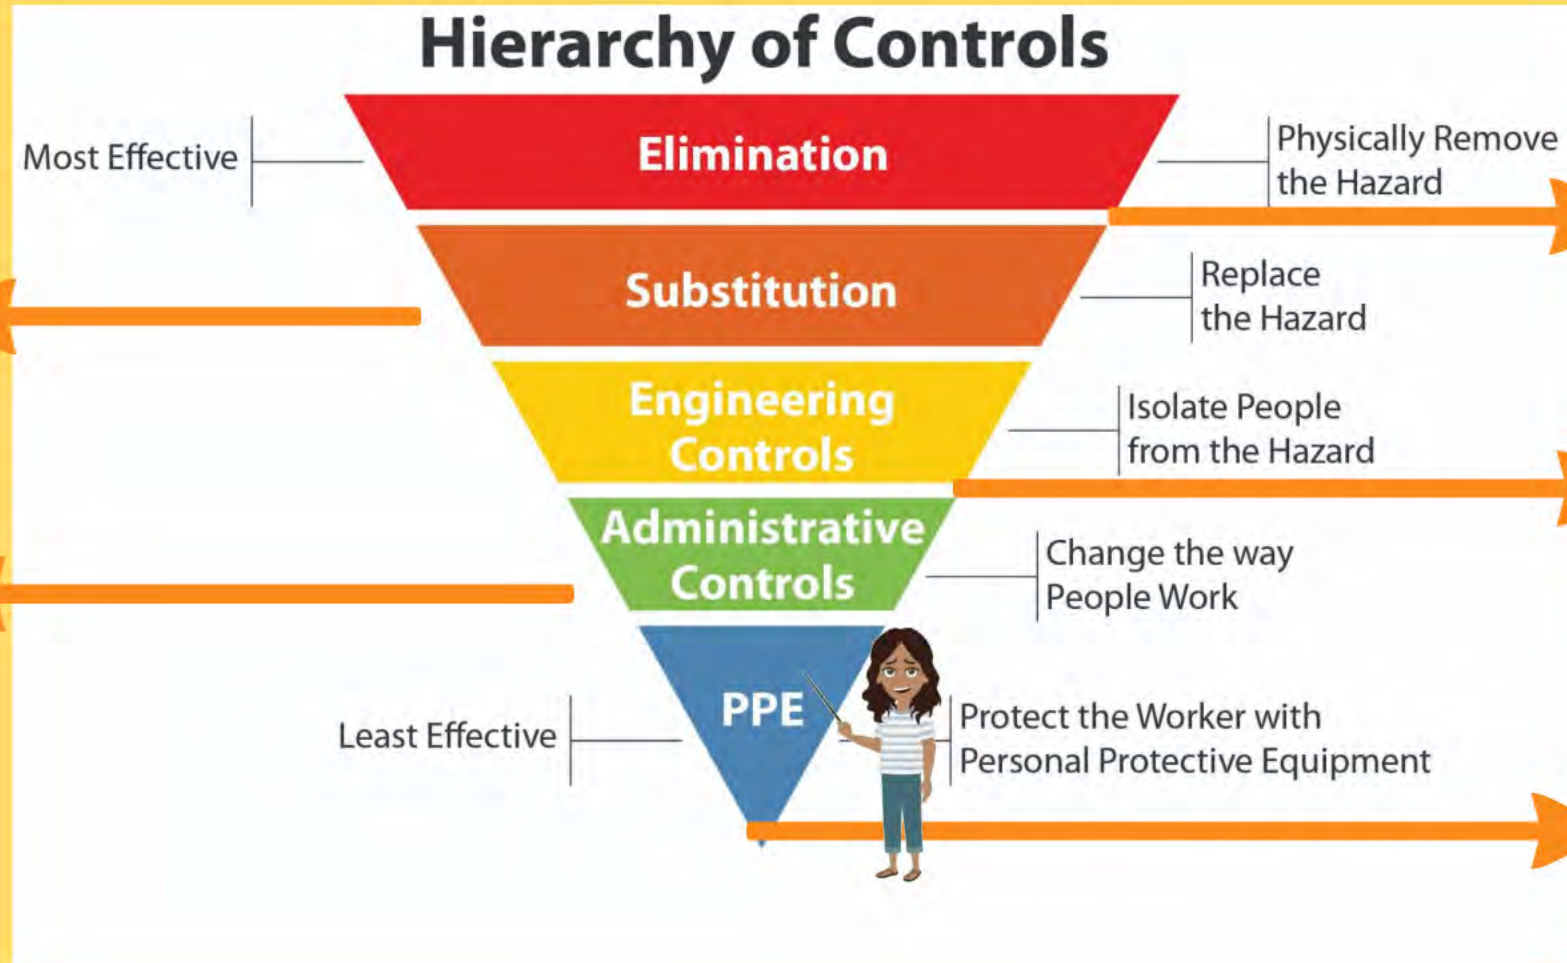 Hierarchy of Controls
Most Effective
Elimination
Physically Remove
the Hazard
Substitution
Replace
the Hazard
Engineering
Controls
Isolate People
from the Hazard
Administrative
Controls
Change the way
People Work
Least Effective
PPE
Protect the Worker with
Personal Protective Equipment